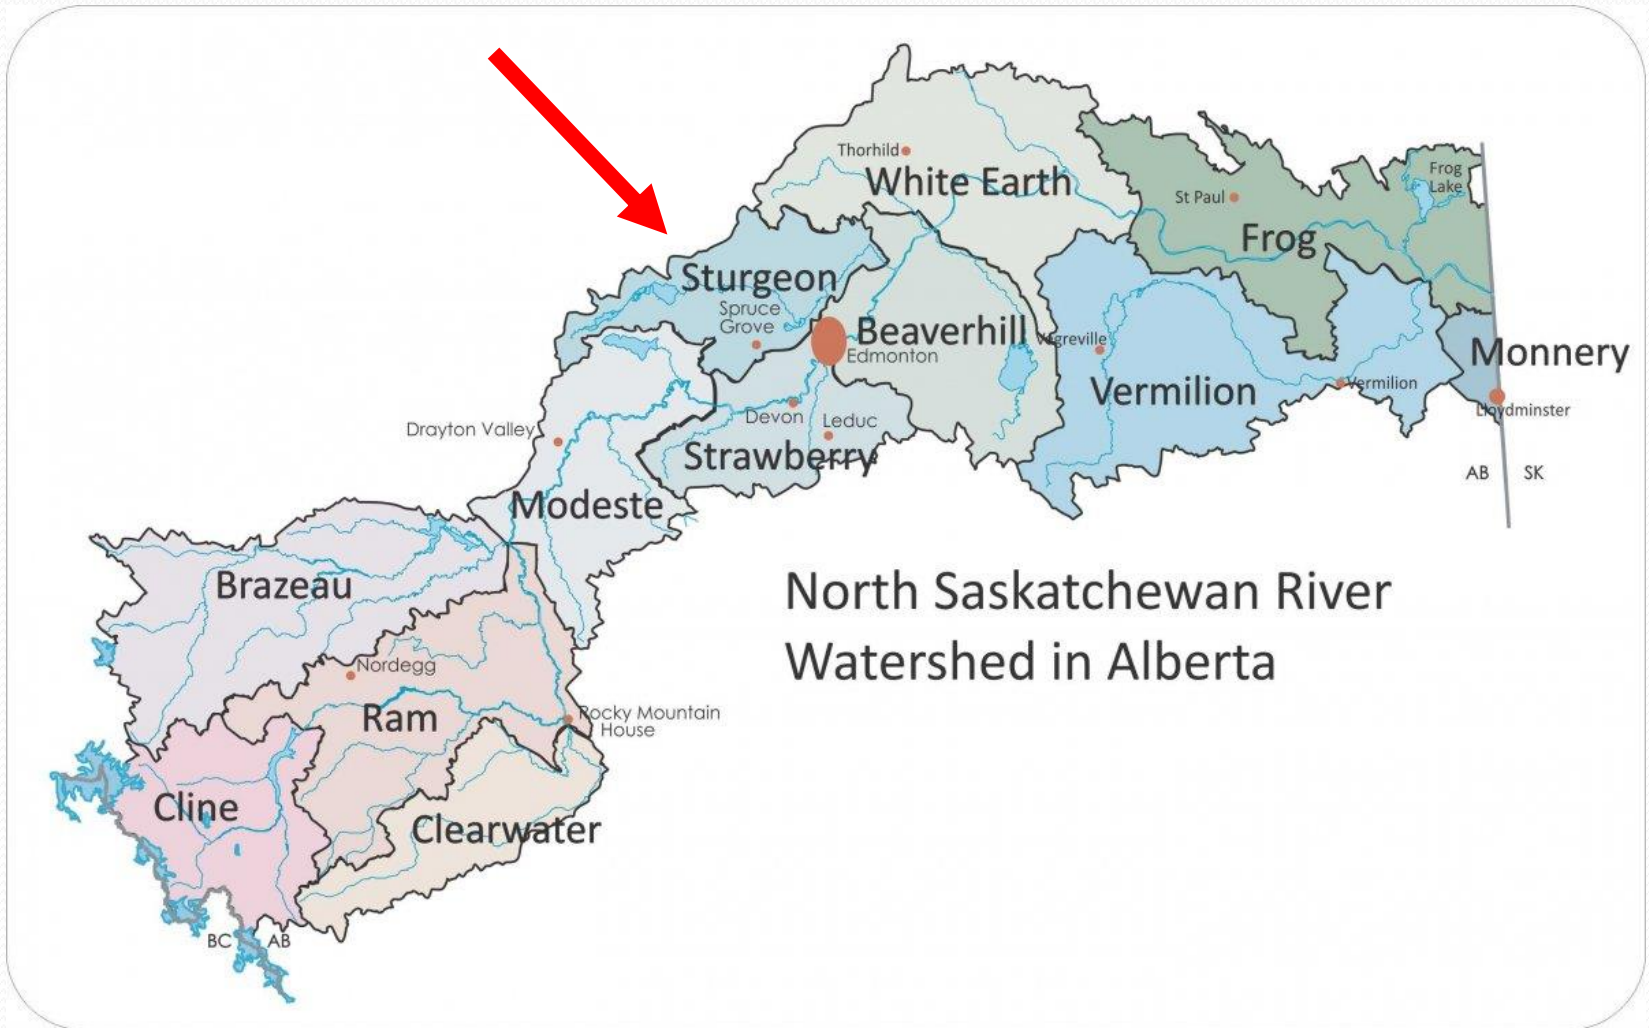 Thorhild
White Earth
St Paul
Frog
Lake
Frog
Sturgeon
Spruce
Grove
Beaverhill
Edmonton
Vegreville
Monnery
Vermilion
Vermilion
Lloydminster
Devon
Leduc
Drayton Valley
Strawberry
AB
SK
Modeste
Brazeau
North Saskatchewan River
Watershed in Alberta
Nordegg
Ram
Rocky Mountain
House
Cline
Clearwater
BC
AB